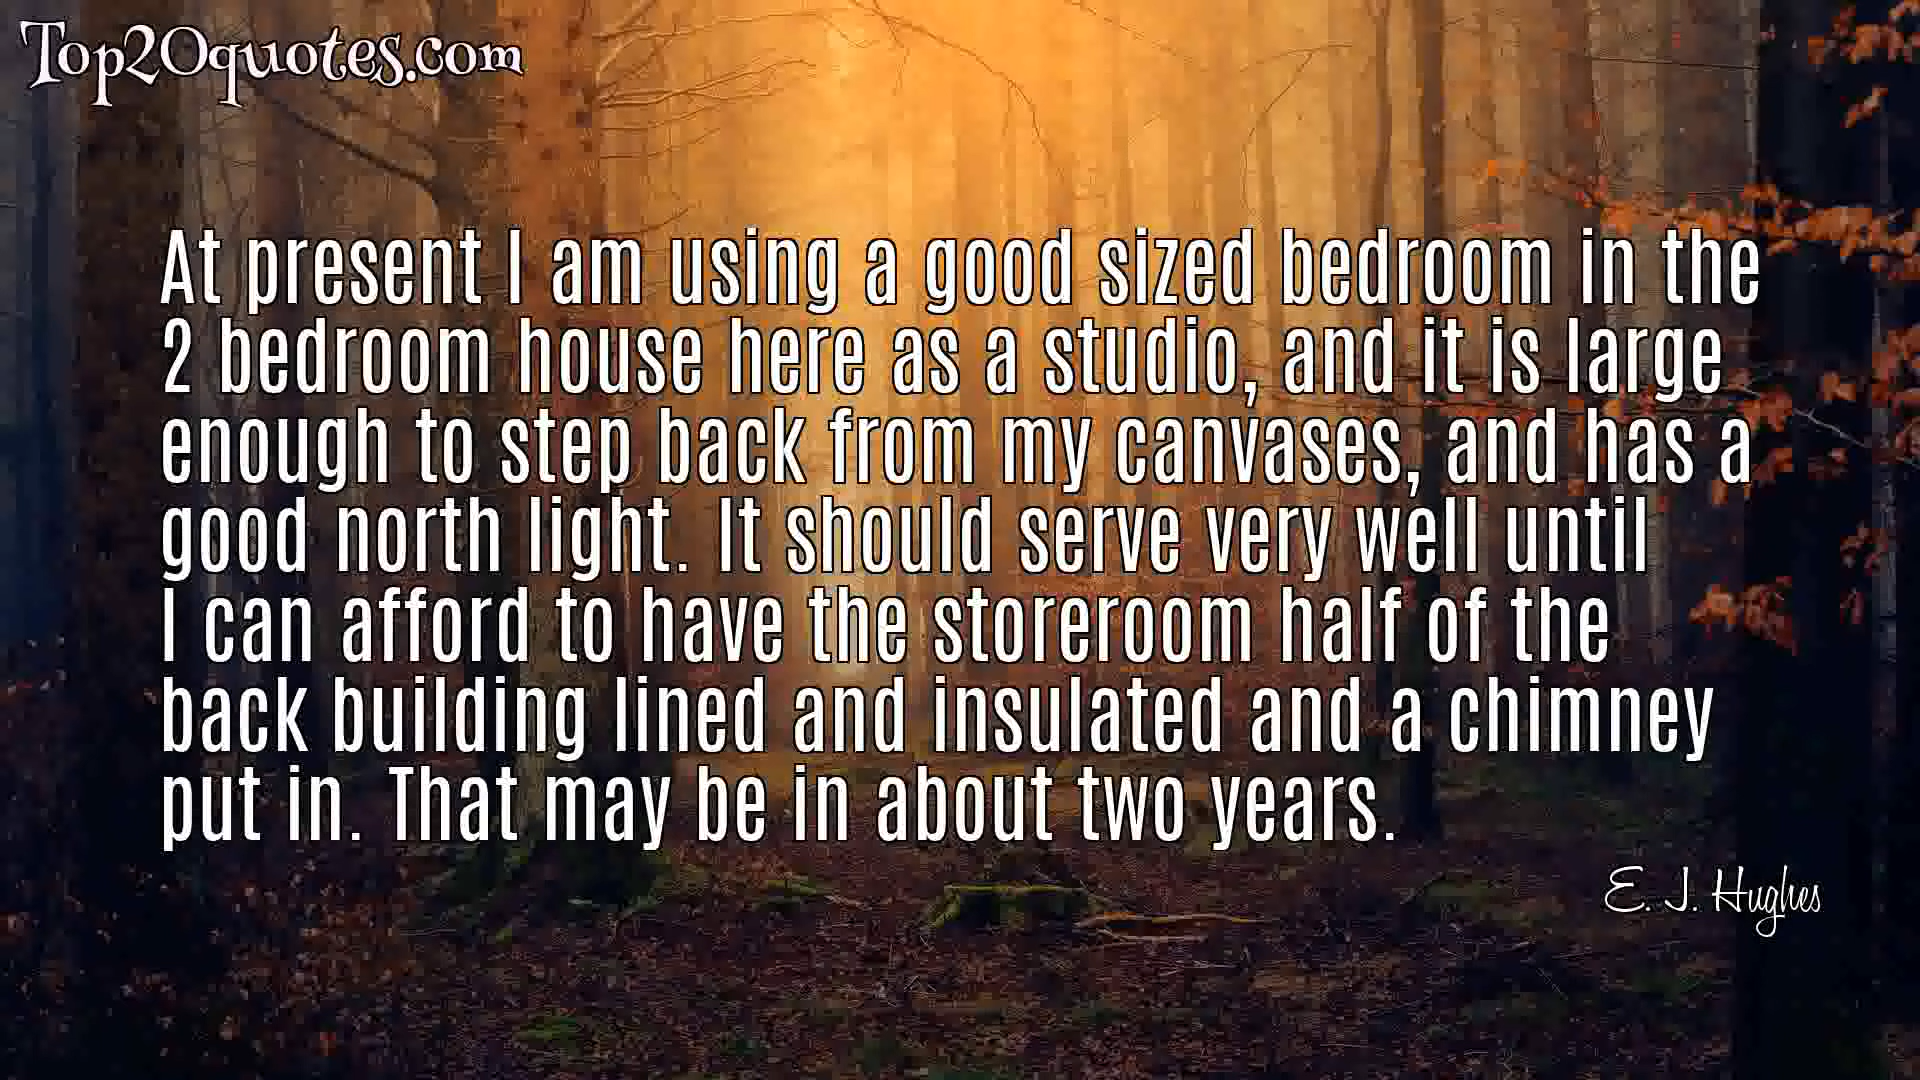 Top20quotes.com
At present I am using a good sized bedroom in the
2 bedroom house here as a studio, and it is large
enough to step back from my canvases, and has a
good north light. It should serve very well until
I can afford to have the storeroom half of the
back building lined and insulated and a chimney
put in. That may be in about two years.
E. J. Hughes